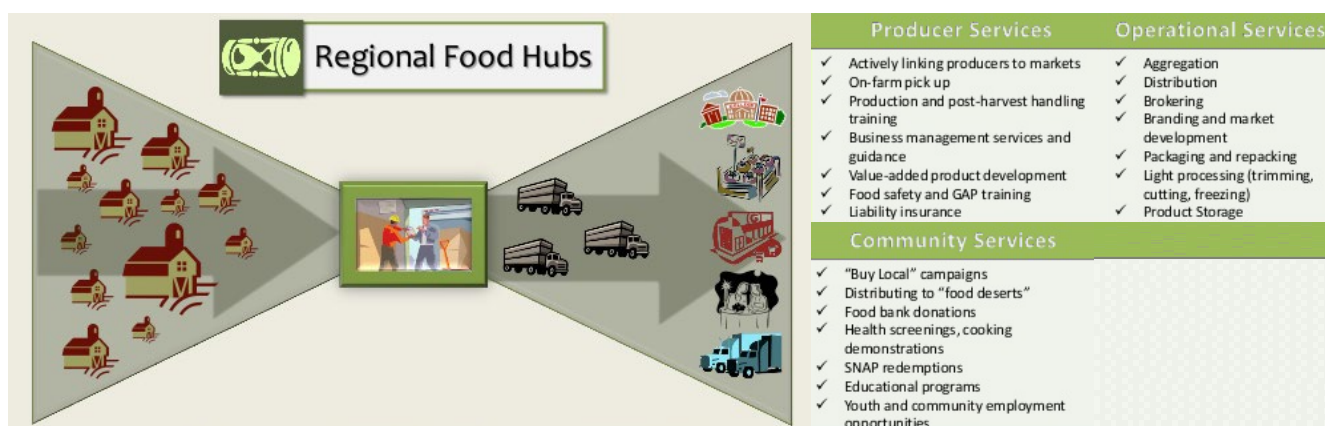 Regional Food Hubs
Producer Services
✓ Actively linking producers to markets
✓ On-farm pick up
✓ Production and post-harvest handling
training
✓ Business management services and
guidance
✓ Value-added product development
✓ Food safety and GAP training
✓ Liability insurance
Operational Services
✓ Aggregation
✓ Distribution
✓ Brokering
✓ Branding and market
development
✓ Packaging and repacking
✓ Light processing (trimming,
cutting, freezing)
✓ Product Storage
Community Services
✓ “Buy Local” campaigns
✓ Distributing to “food deserts”
✓ Food bank donations
✓ Health screenings, cooking
demonstrations
✓ SNAP redemptions
✓ Educational programs
✓ Youth and community employment
opportunities